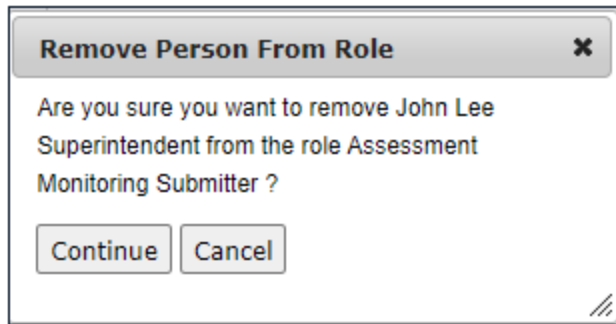 Remove Person From Role
Are you sure you want to remove John Lee
Superintendent from the role Assessment
Monitoring Submitter ?
Continue Cancel